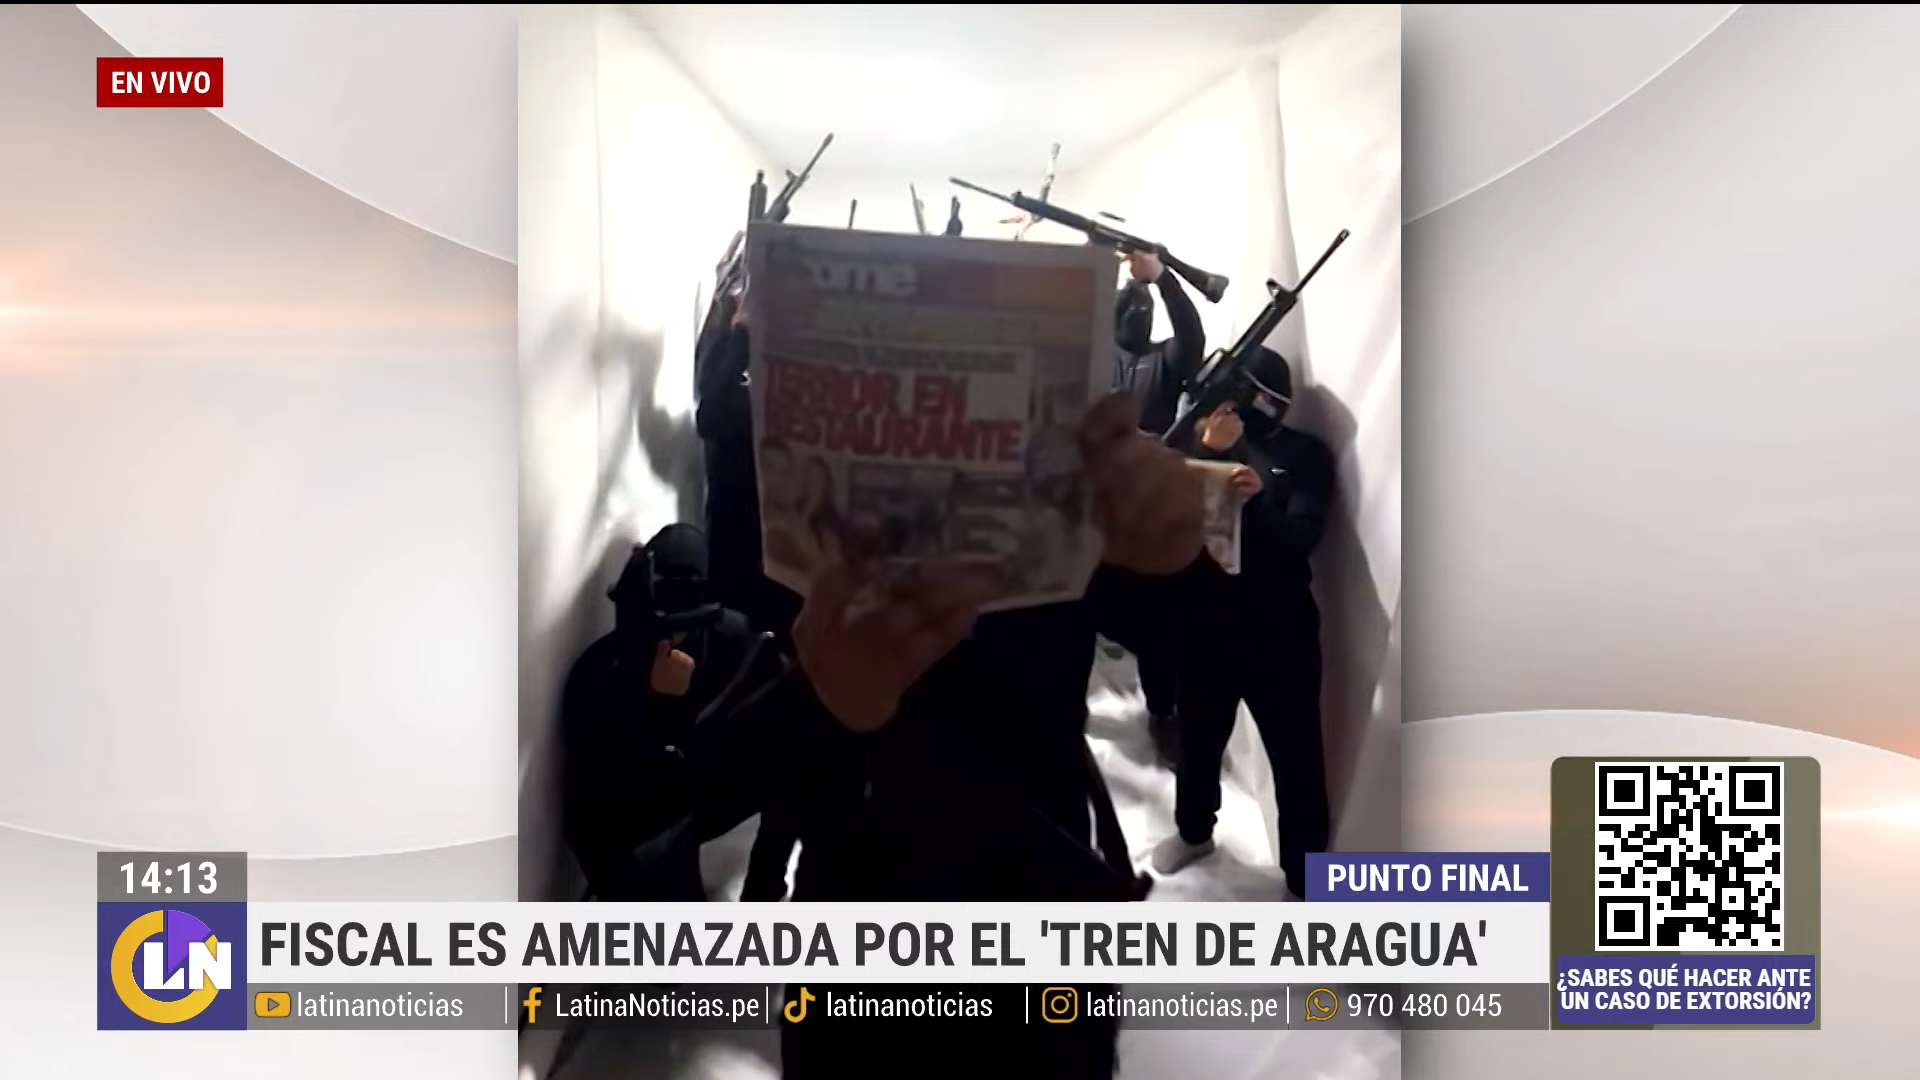 EN VIVO
ome
TERROR EN
RESTAURANTE
14:13
PUNTO FINAL
LN
FISCAL ES AMENAZADA POR EL 'TREN DE ARAGUA'
latinanoticias | LatinaNoticias.pe | latinanoticias | latinanoticias.pe | 970 480 045
¿SABES QUÉ HACER ANTE
UN CASO DE EXTORSIÓN?